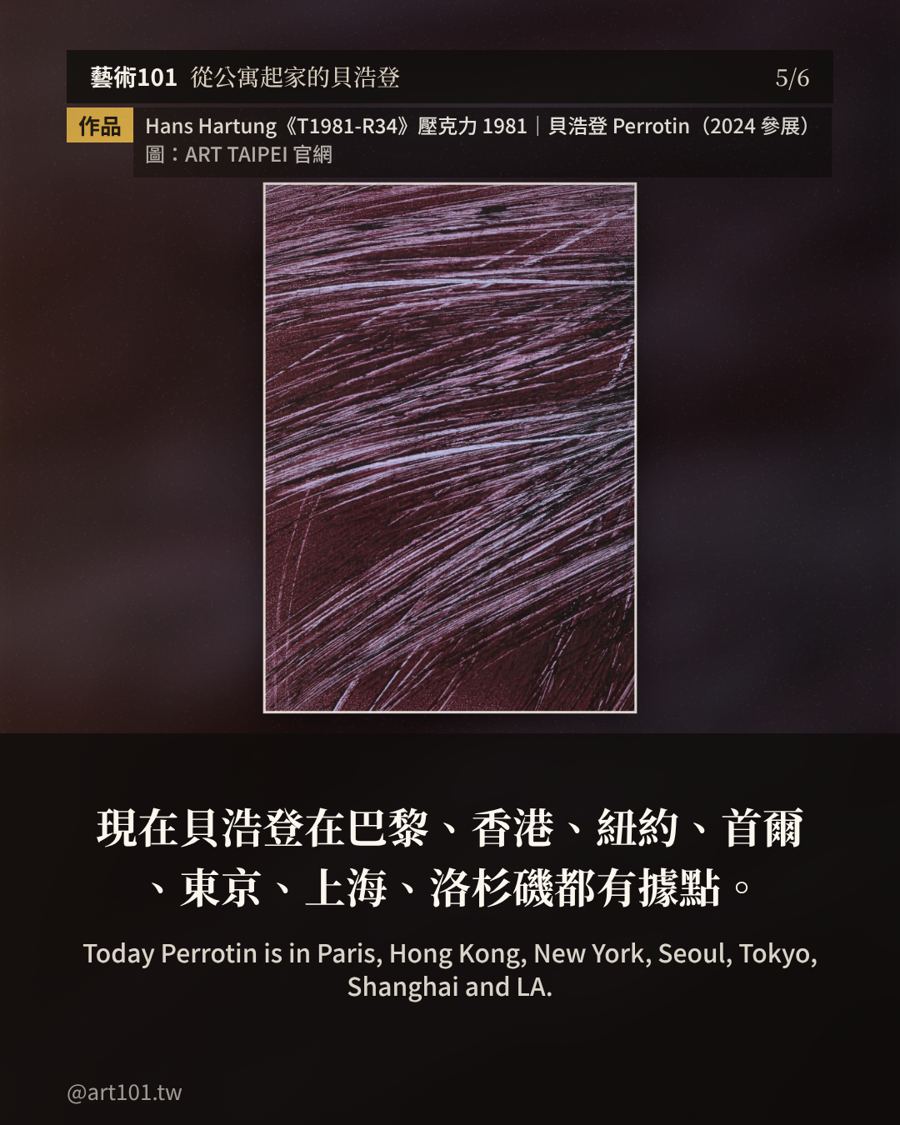 藝術101 從公寓起家的貝浩登 5/6
作品 Hans Hartung《T1981-R34》壓克力 1981｜貝浩登 Perrotin（2024 參展）
圖：ART TAIPEI 官網
現在貝浩登在巴黎、香港、紐約、首爾
、東京、上海、洛杉磯都有據點。
Today Perrotin is in Paris, Hong Kong, New York, Seoul, Tokyo,
Shanghai and LA.
@art101.tw